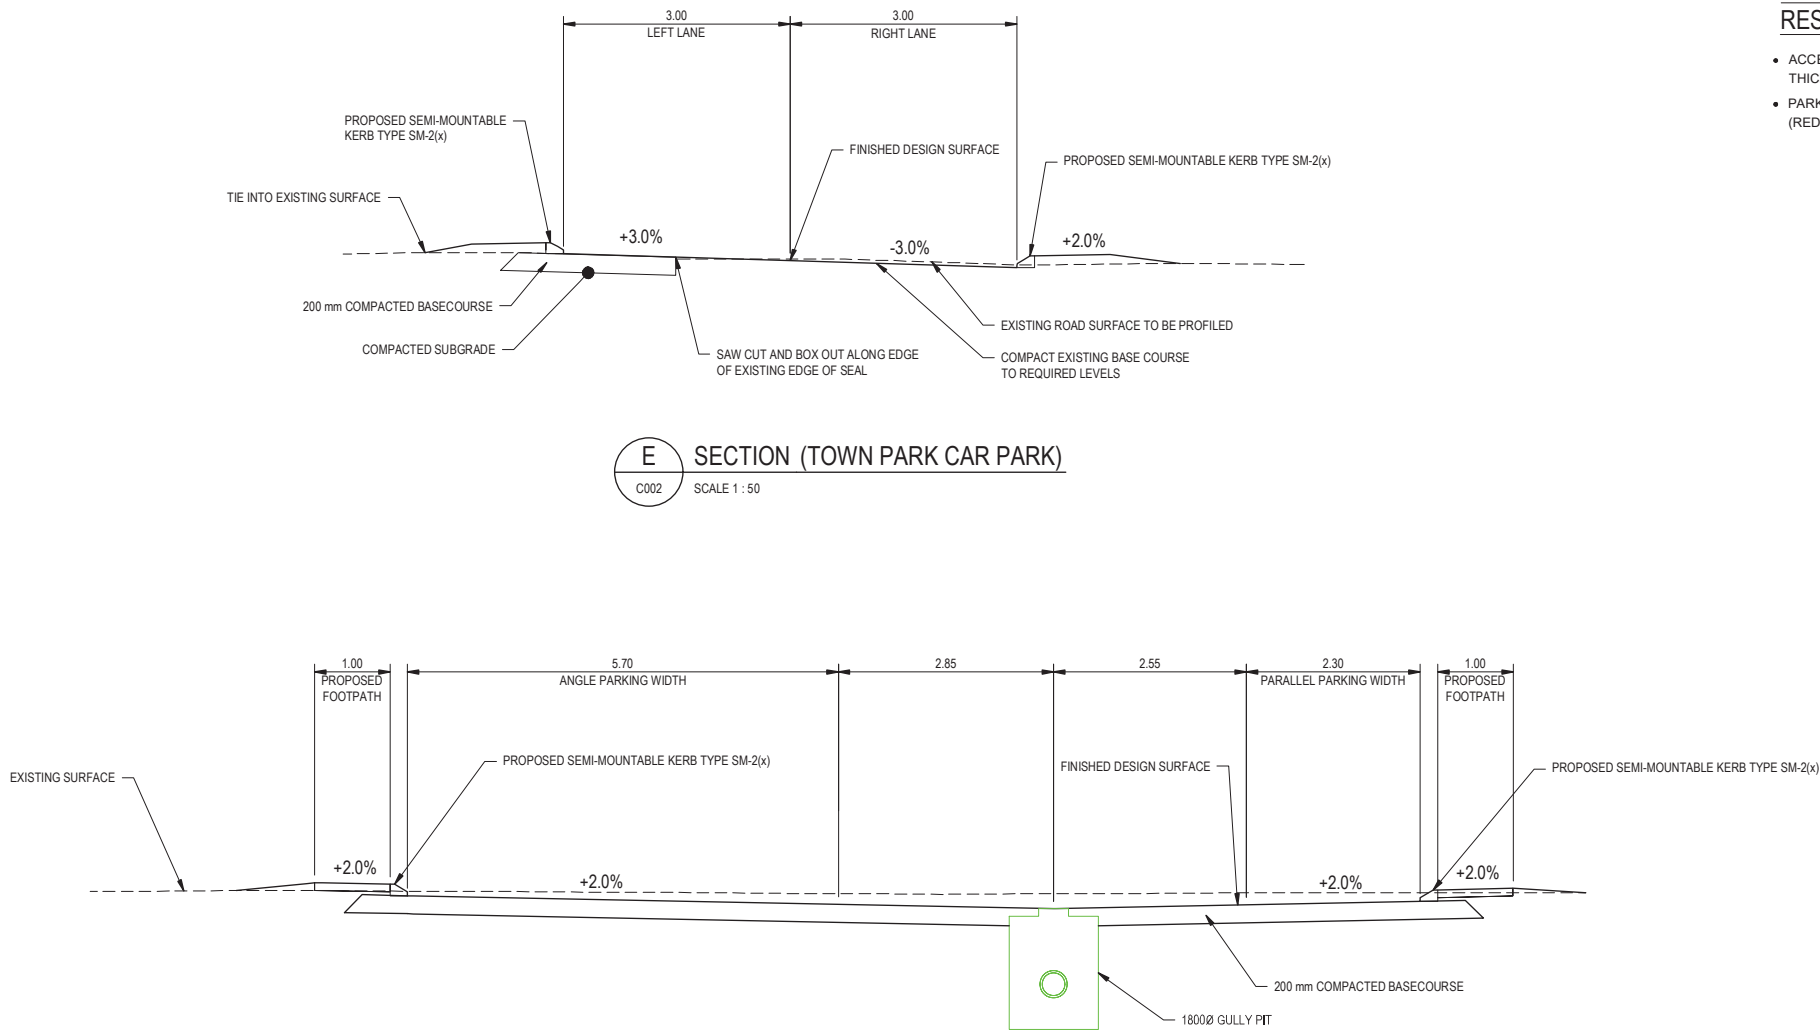 3.00
LEFT LANE
3.00
RIGHT LANE
PROPOSED SEMI-MOUNTABLE
KERB TYPE SM-2(x)
FINISHED DESIGN SURFACE
PROPOSED SEMI-MOUNTABLE KERB TYPE SM-2(x)
TIE INTO EXISTING SURFACE
+3.0%
-3.0%
+2.0%
200 mm COMPACTED BASECOURSE
COMPACTED SUBGRADE
SAW CUT AND BOX OUT ALONG EDGE
OF EXISTING EDGE OF SEAL
EXISTING ROAD SURFACE TO BE PROFILED
COMPACT EXISTING BASE COURSE
TO REQUIRED LEVELS
RES
• ACCE
THIC
• PARK
(RED
E
C002
SECTION (TOWN PARK CAR PARK)
SCALE 1 : 50
1.00
PROPOSED
FOOTPATH
5.70
ANGLE PARKING WIDTH
2.85
2.55
2.30
PARALLEL PARKING WIDTH
1.00
PROPOSED
FOOTPATH
EXISTING SURFACE
PROPOSED SEMI-MOUNTABLE KERB TYPE SM-2(x)
FINISHED DESIGN SURFACE
PROPOSED SEMI-MOUNTABLE KERB TYPE SM-2(x)
+2.0%
+2.0%
+2.0%
+2.0%
200 mm COMPACTED BASECOURSE
1800Ø GULLY PIT